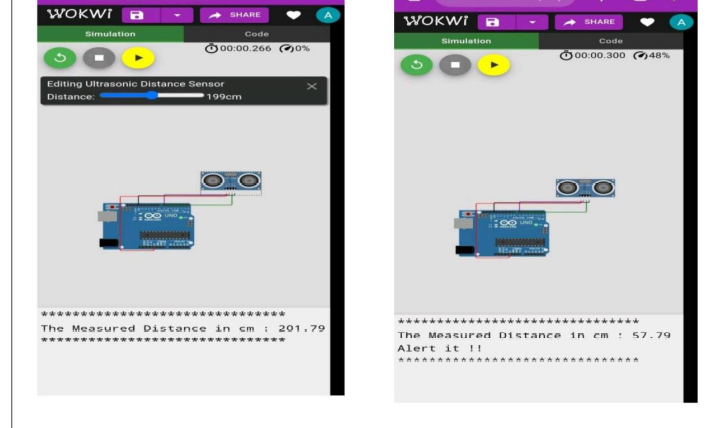 WOKWI SHARE A
Simulation Code
00:00.266 0%
Editing Ultrasonic Distance Sensor
Distance: 199cm
UNO
*******************************
The Measured Distance in cm : 201.79
*******************************
WOKWI SHARE A
Simulation Code
00:00.300 48%
UNO
*******************************
The Measured Distance in cm : 57.79
Alert it !!
*******************************